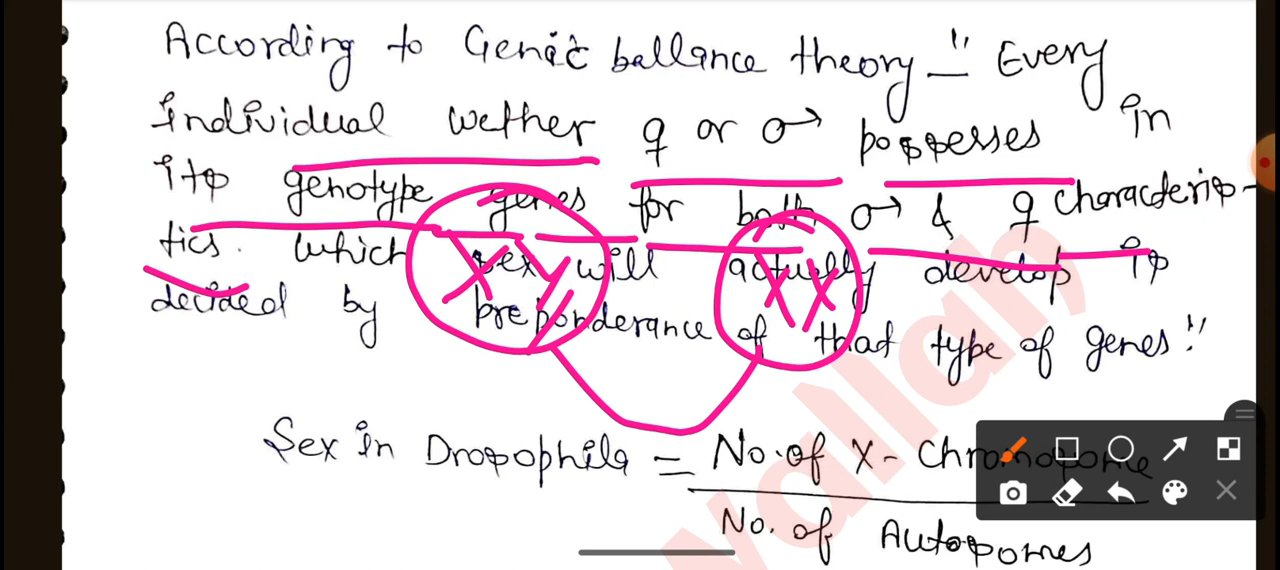 According to Genic ballance theory – "Every
individual wether ♀ or ♂ possesses in
its genotype genes for both ♂ & ♀ characteris-
tics. which sex will actually develop is
decided by preponderance of that type of genes"
XY XX
Sex in Drosophila = No. of X - Chromosome
No. of Autosomes
wallah